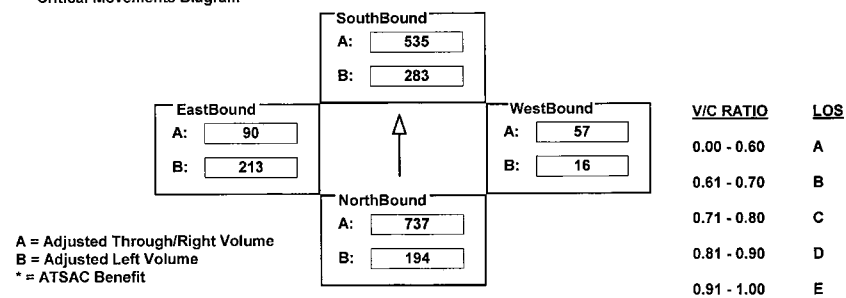 Critical Movements Diagram
SouthBound
A: 535
B: 283
EastBound
A: 90
B: 213
WestBound
A: 57
B: 16
NorthBound
A: 737
B: 194
A = Adjusted Through/Right Volume
B = Adjusted Left Volume
* = ATSAC Benefit
V/C RATIO LOS
0.00 - 0.60 A
0.61 - 0.70 B
0.71 - 0.80 C
0.81 - 0.90 D
0.91 - 1.00 E